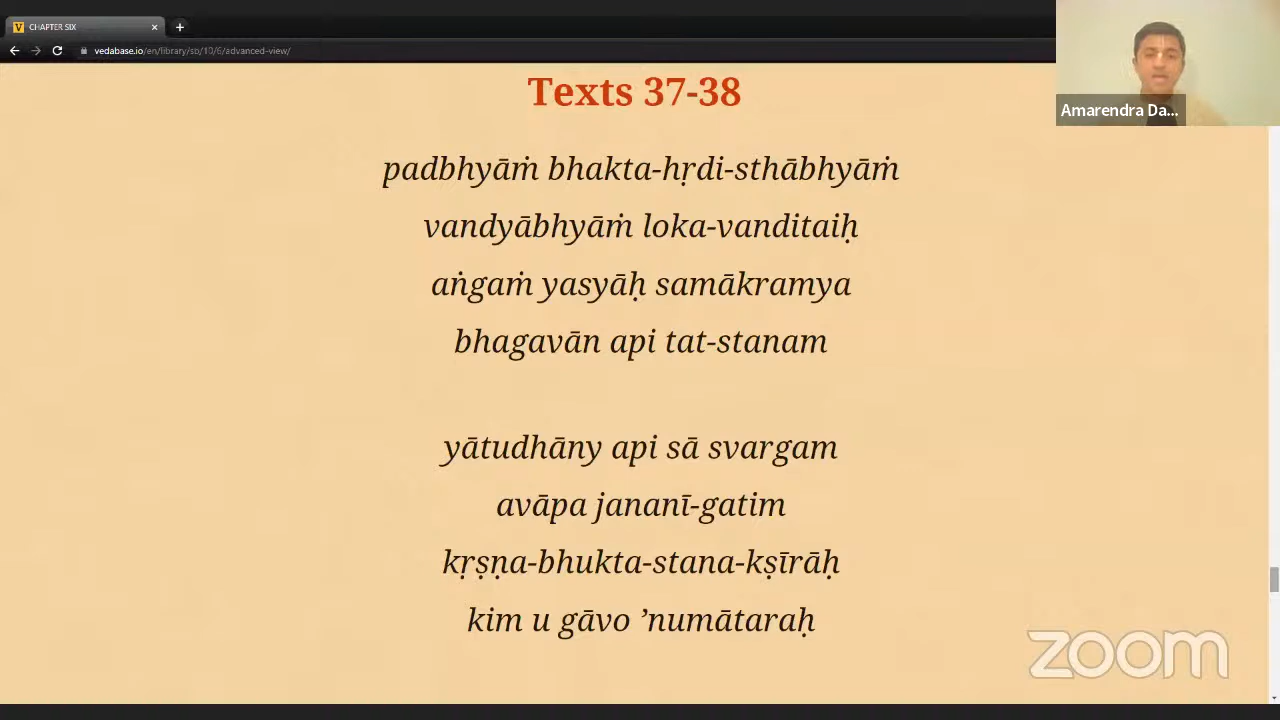 CHAPTER SIX
vedabase.io/en/library/sb/10/6/advanced-view/
Amarendra Da...
Texts 37-38
padbhyāṁ bhakta-hṛdi-sthābhyāṁ
vandyābhyāṁ loka-vanditaiḥ
aṅgaṁ yasyāḥ samākramya
bhagavān api tat-stanam
yātudhāny api sā svargam
avāpa jananī-gatim
kṛṣṇa-bhukta-stana-kṣīrāḥ
kim u gāvo ’numātaraḥ
zoom